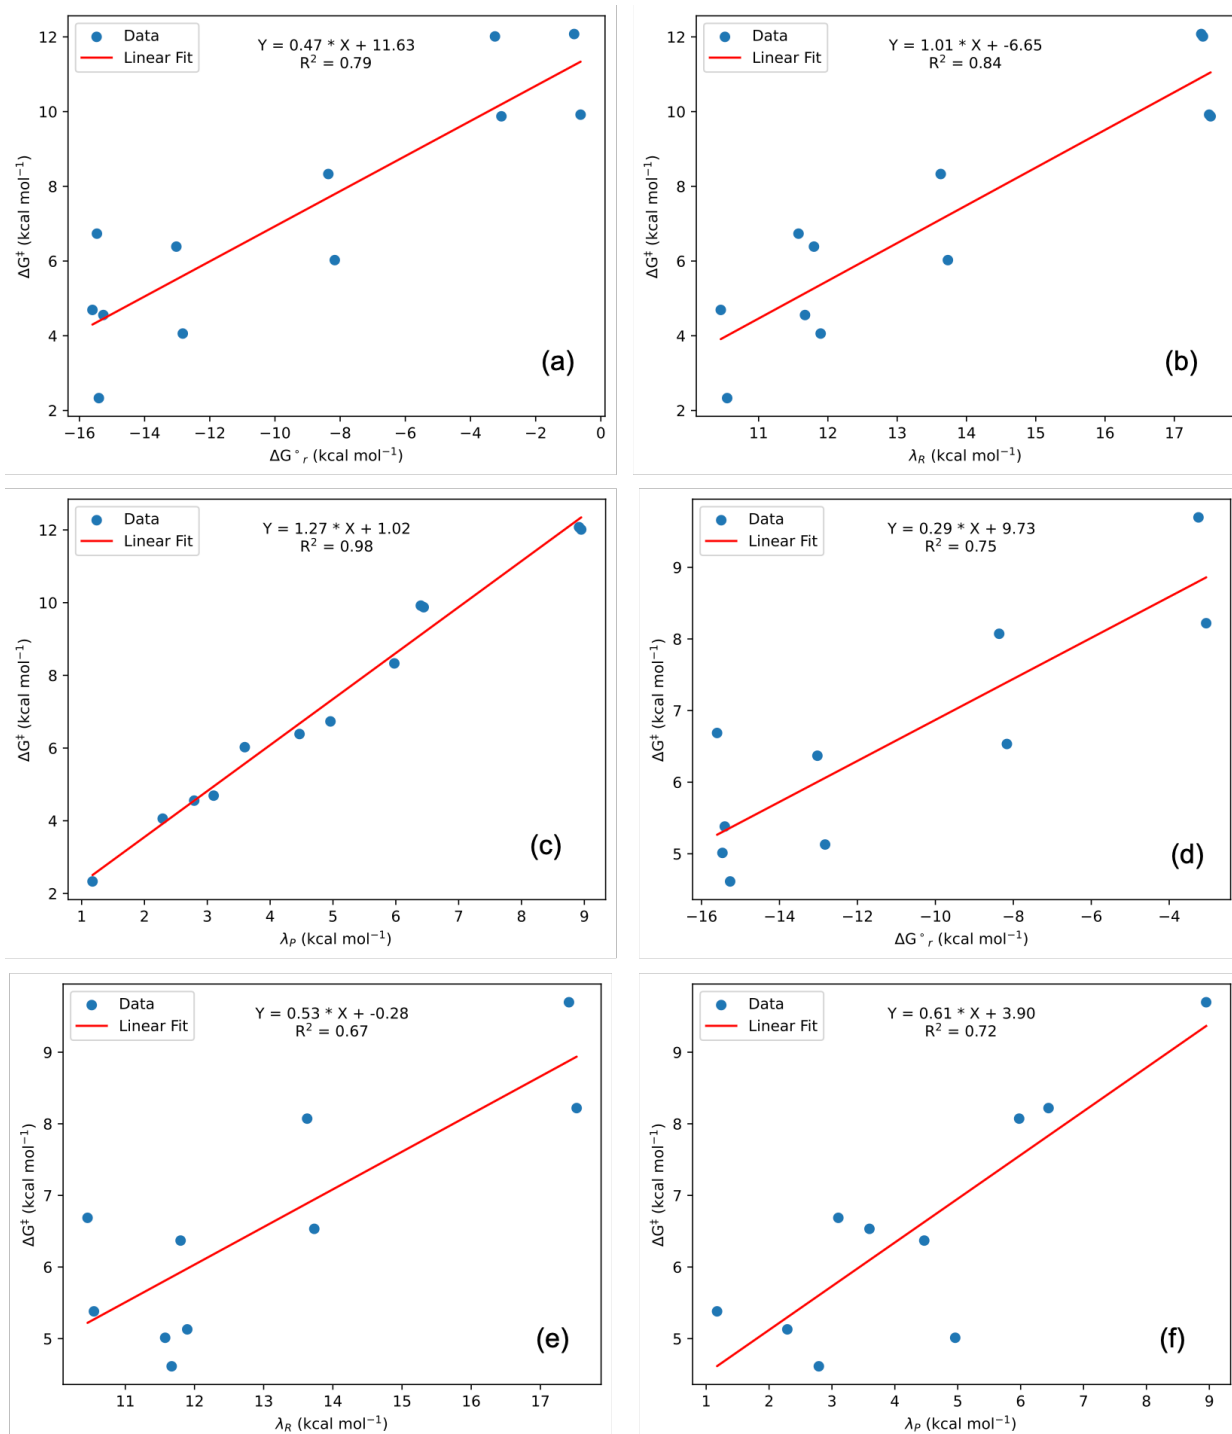 Data
Linear Fit
Y = 0.47 * X + 11.63
R² = 0.79
12
10
8
6
4
2
ΔG‡ (kcal mol⁻¹)
(a)
−16 −14 −12 −10 −8 −6 −4 −2 0
ΔG°ᵣ (kcal mol⁻¹)
Data
Linear Fit
Y = 1.01 * X + -6.65
R² = 0.84
12
10
8
6
4
2
ΔG‡ (kcal mol⁻¹)
(b)
11 12 13 14 15 16 17
λR (kcal mol⁻¹)
Data
Linear Fit
Y = 1.27 * X + 1.02
R² = 0.98
12
10
8
6
4
2
ΔG‡ (kcal mol⁻¹)
(c)
1 2 3 4 5 6 7 8 9
λP (kcal mol⁻¹)
Data
Linear Fit
Y = 0.29 * X + 9.73
R² = 0.75
9
8
7
6
5
ΔG‡ (kcal mol⁻¹)
(d)
−16 −14 −12 −10 −8 −6 −4
ΔG°ᵣ (kcal mol⁻¹)
Data
Linear Fit
Y = 0.53 * X + -0.28
R² = 0.67
9
8
7
6
5
ΔG‡ (kcal mol⁻¹)
(e)
11 12 13 14 15 16 17
λR (kcal mol⁻¹)
Data
Linear Fit
Y = 0.61 * X + 3.90
R² = 0.72
9
8
7
6
5
ΔG‡ (kcal mol⁻¹)
(f)
1 2 3 4 5 6 7 8 9
λP (kcal mol⁻¹)